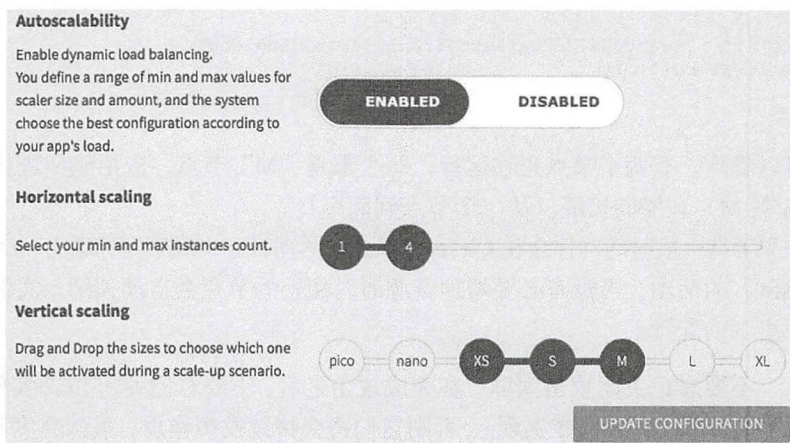 Autoscalability
Enable dynamic load balancing.
You define a range of min and max values for
scaler size and amount, and the system
choose the best configuration according to
your app's load.
ENABLED DISABLED
Horizontal scaling
Select your min and max instances count.
1 4
Vertical scaling
Drag and Drop the sizes to choose which one
will be activated during a scale-up scenario.
pico nano XS S M L XL
UPDATE CONFIGURATION